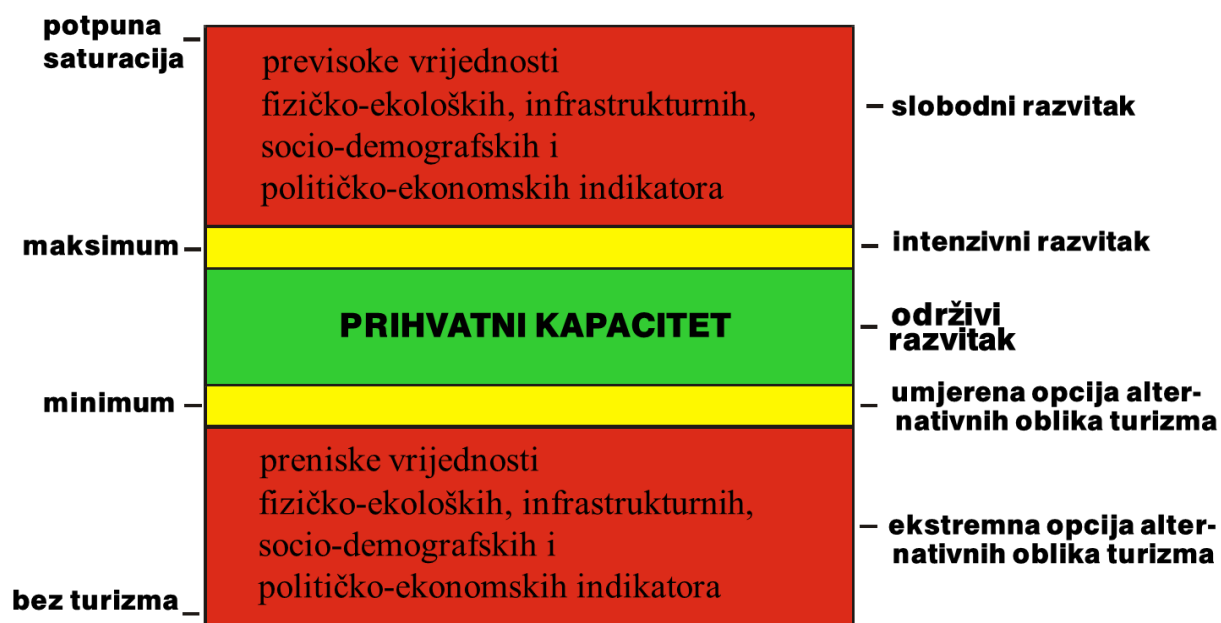 potpuna
saturacija
previsoke vrijednosti
fizičko-ekoloških, infrastrukturnih,
socio-demografskih i
političko-ekonomskih indikatora
slobodni razvitak
maksimum
intenzivni razvitak
PRIHVATNI KAPACITET
održivi
razvitak
minimum
umjerena opcija alter-
nativnih oblika turizma
preniske vrijednosti
fizičko-ekoloških, infrastrukturnih,
socio-demografskih i
političko-ekonomskih indikatora
ekstremna opcija alter-
nativnih oblika turizma
bez turizma